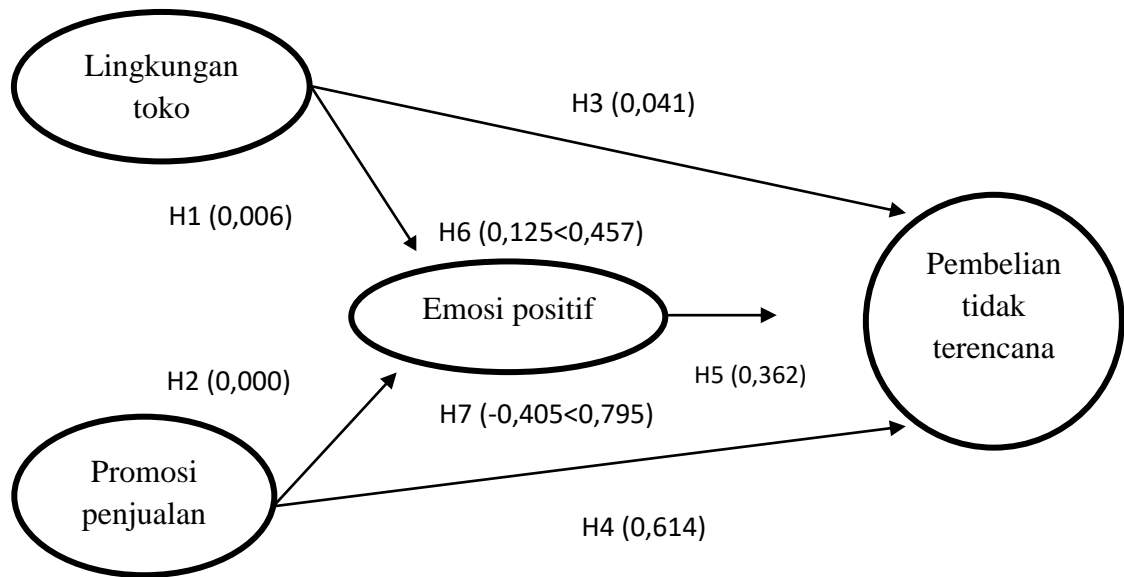 Lingkungan
toko
H3 (0,041)
H1 (0,006)
H6 (0,125<0,457)
Emosi positif
Pembelian
tidak
terencana
H2 (0,000)
H5 (0,362)
H7 (-0,405<0,795)
Promosi
penjualan
H4 (0,614)